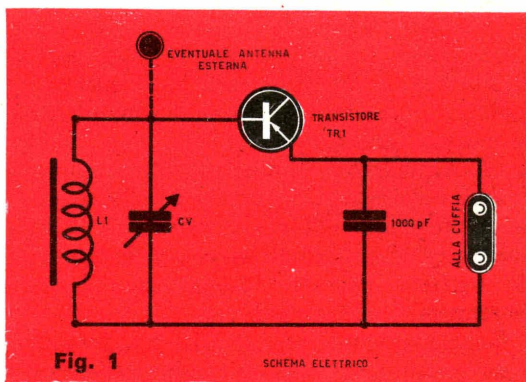 EVENTUALE ANTENNA
ESTERNA
TRANSISTORE
TR1
L1
CV
1000 pF
ALLA CUFFIA
Fig. 1
SCHEMA ELETTRICO